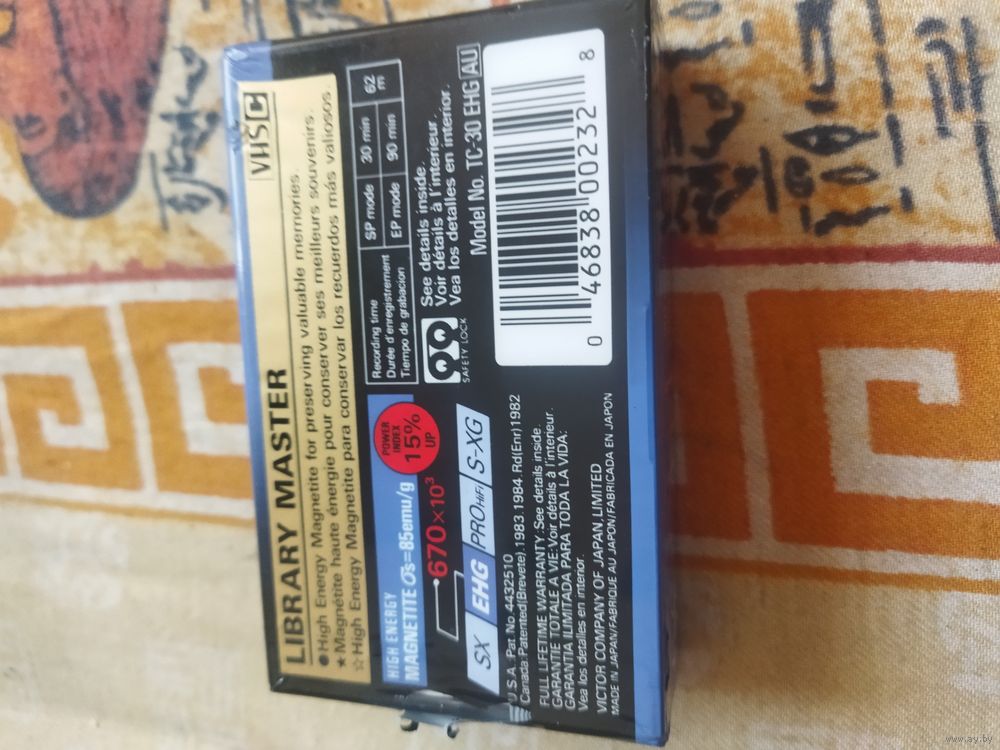 LIBRARY MASTER
VHS C
●High Energy Magnetite for preserving valuable memories.
★Magnétite haute énergie pour conserver ses meilleurs souvenirs.
☆High Energy Magnetite para conservar los recuerdos más valiosos.
HIGH ENERGY
MAGNETITE σs=85emu/g
POWER
INDEX
15%
UP
670×10³
SX EHG PROHiFi S-XG
Recording time
Durée d'enregistrement
Tiempo de grabacion
SP mode 30 min 62 m
EP mode 90 min
SAFETY LOCK
See details inside.
Voir détails à l'interieur.
Vea los detalles en interior.
Model No. TC-30 EHG AU
0 46838 00232 8
U.S.A. Pat. No. 4432510
Canada Patented(Brevete).1983.1984.Rd(Enr)1982
FULL LIFETIME WARRANTY:See details inside.
GARANTIE TOTALE A VIE:Voir détails à l'interieur.
GARANTIA ILIMITADA PARA TODA LA VIDA:
Vea los detalles en interior.
VICTOR COMPANY OF JAPAN, LIMITED
MADE IN JAPAN/FABRIQUE AU JAPON/FABRICADA EN JAPON
www.ay.by